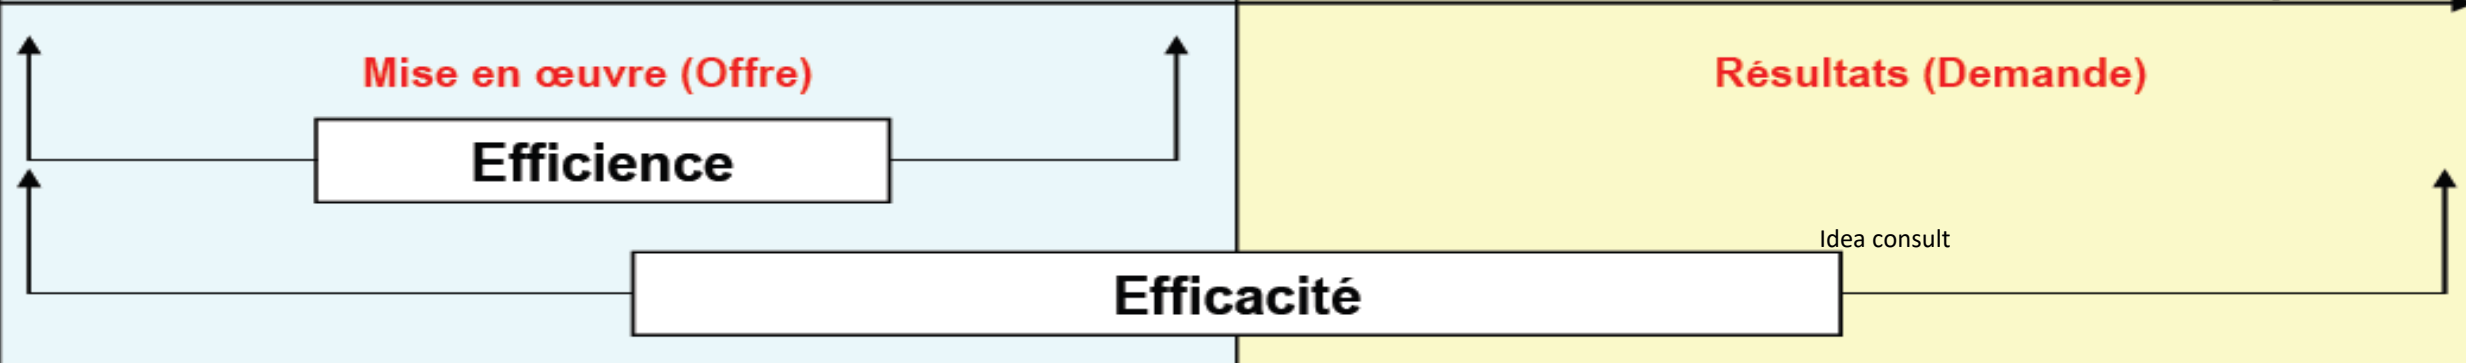 Mise en œuvre (Offre)
Résultats (Demande)
Efficience
Idea consult
Efficacité